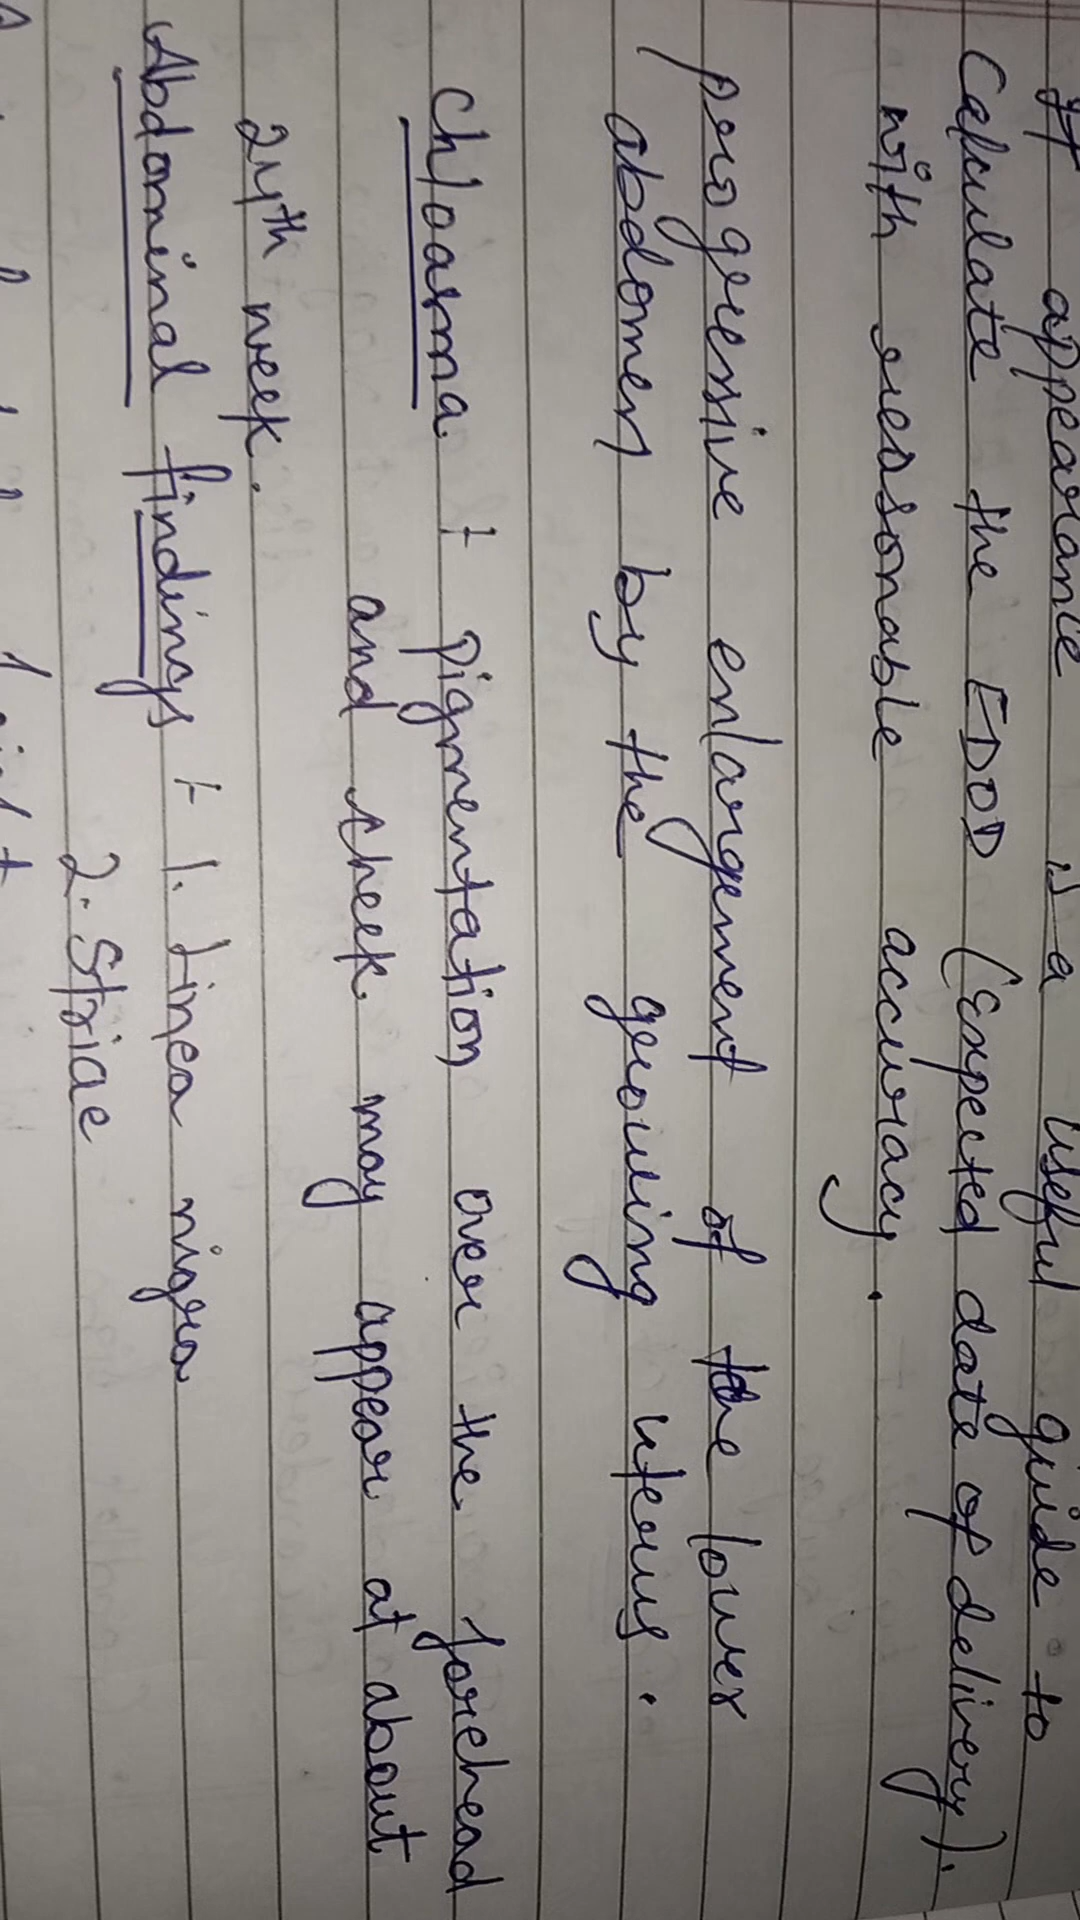 It appearance is a useful guide to
Calculate the EDOD (Expected date of delivery).
with reasonable accuracy.
progressive enlargement of the lower
abdomen by the growing uterus.
Chloasma :- pigmentation over the forehead
and cheek may appear at about
24th week.
Abdominal findings :- 1. Linea nigra
2. Striae